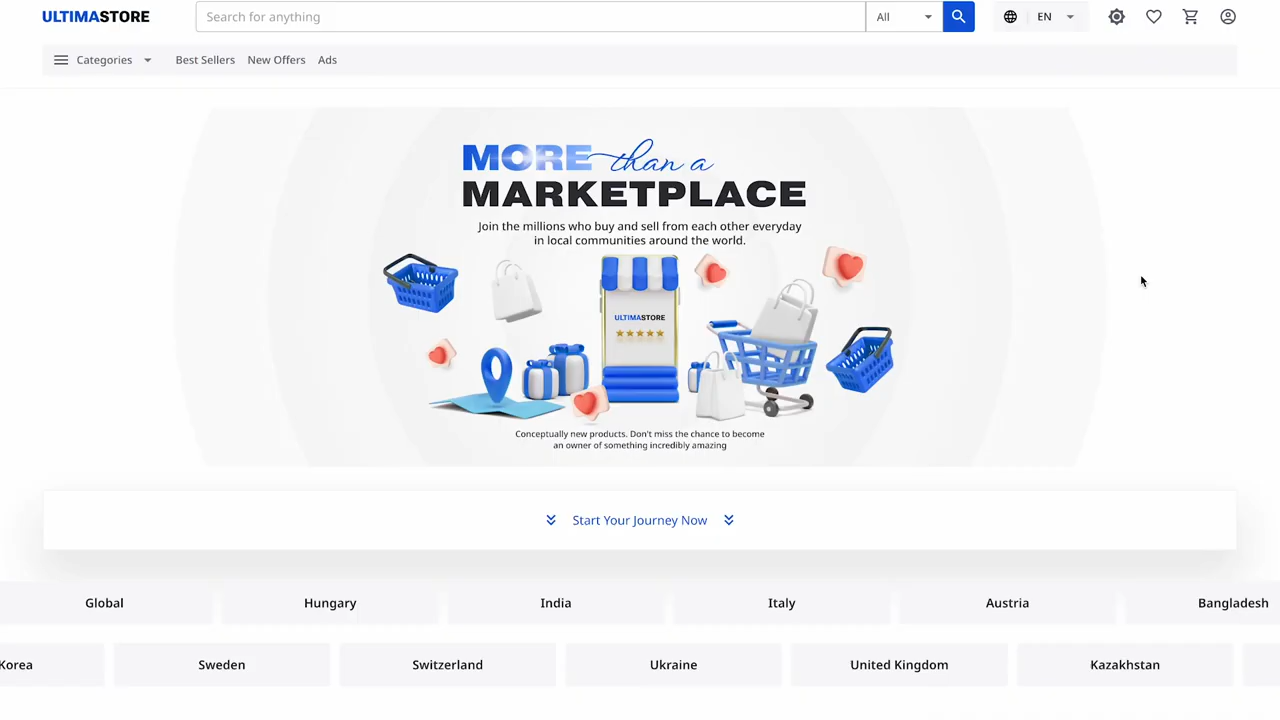 ULTIMASTORE
Search for anything
All
EN
Categories
Best Sellers
New Offers
Ads
MORE than a
MARKETPLACE
Join the millions who buy and sell from each other everyday
in local communities around the world.
ULTIMASTORE
Conceptually new products. Don't miss the chance to become
an owner of something incredibly amazing
Start Your Journey Now
Global
Hungary
India
Italy
Austria
Bangladesh
Korea
Sweden
Switzerland
Ukraine
United Kingdom
Kazakhstan